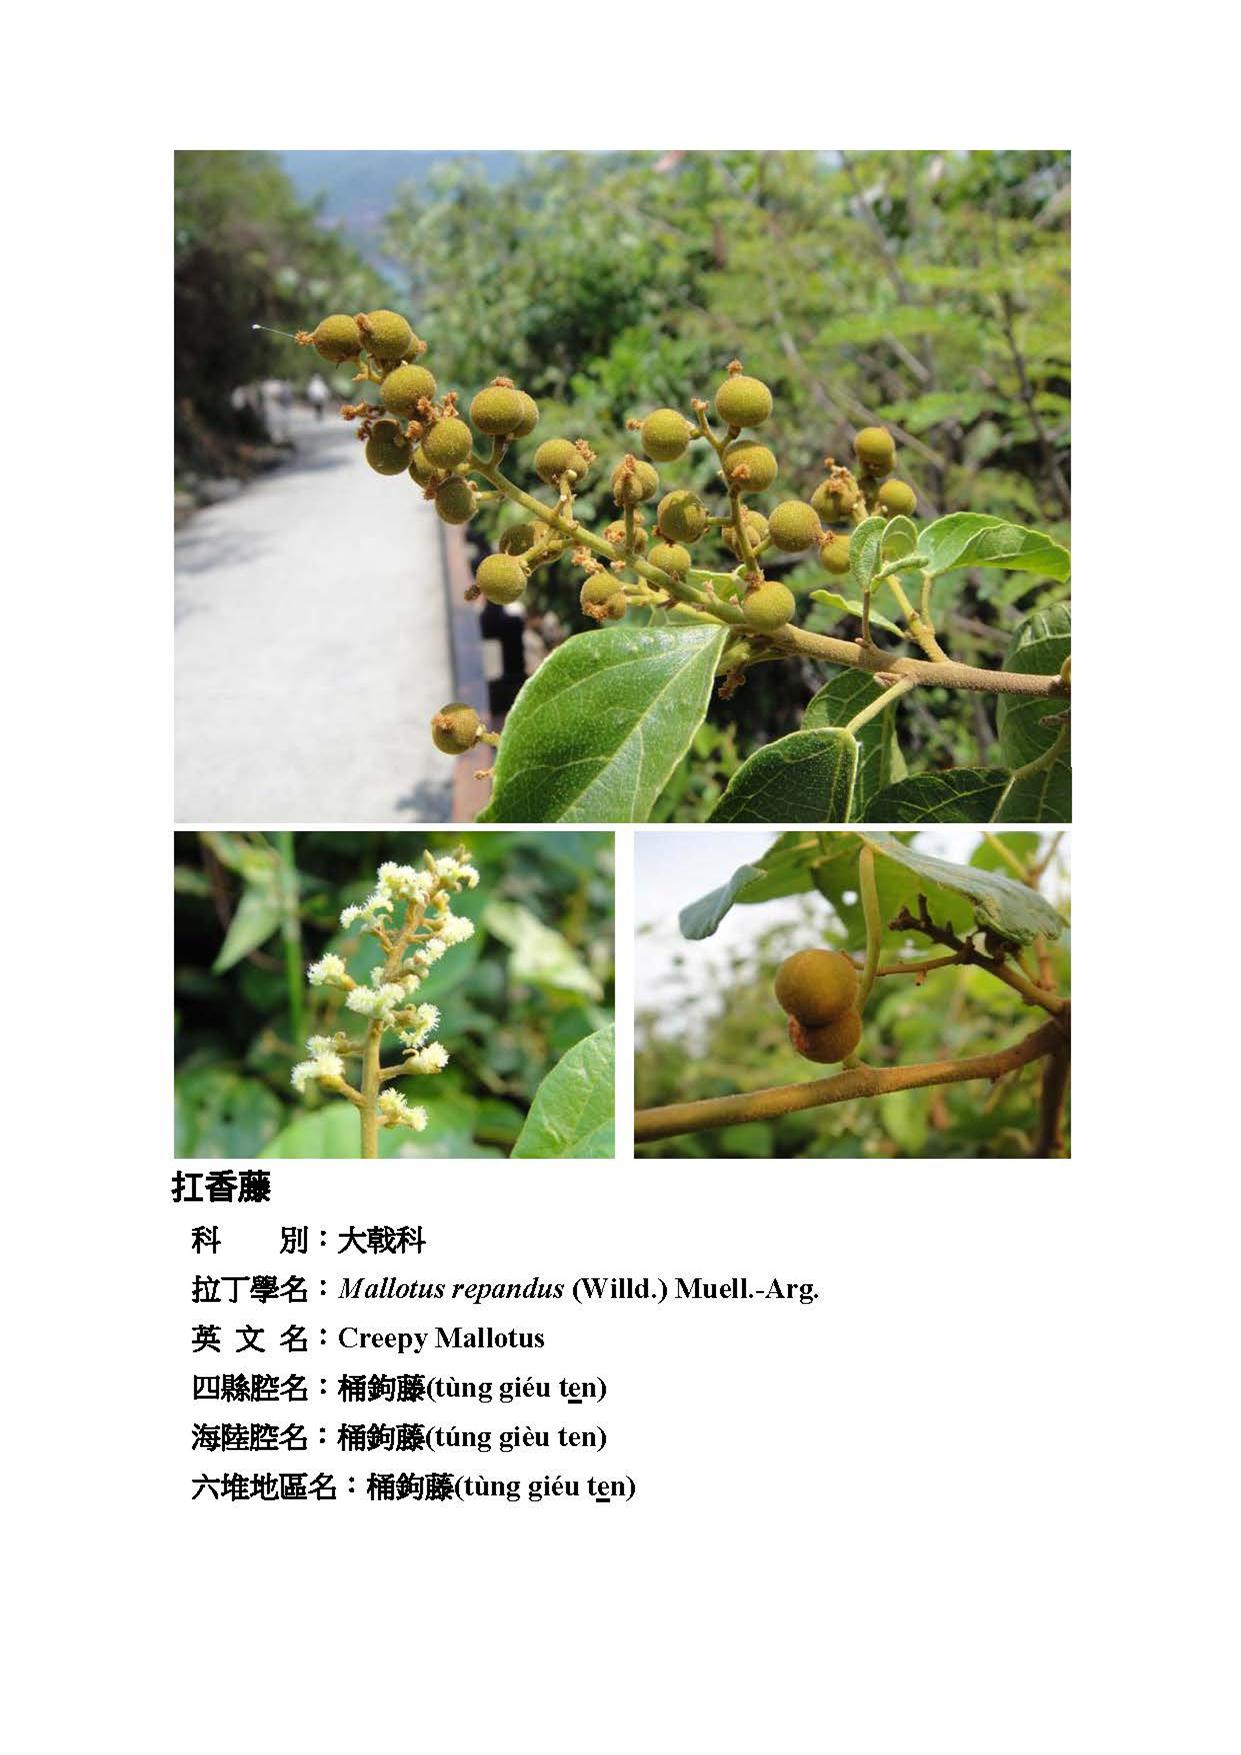 扛香藤
科　　別：大戟科
拉丁學名：Mallotus repandus (Willd.) Muell.-Arg.
英 文 名：Creepy Mallotus
四縣腔名：桶鉤藤(tùng giéu ten)
海陸腔名：桶鉤藤(túng gièu ten)
六堆地區名：桶鉤藤(tùng giéu ten)